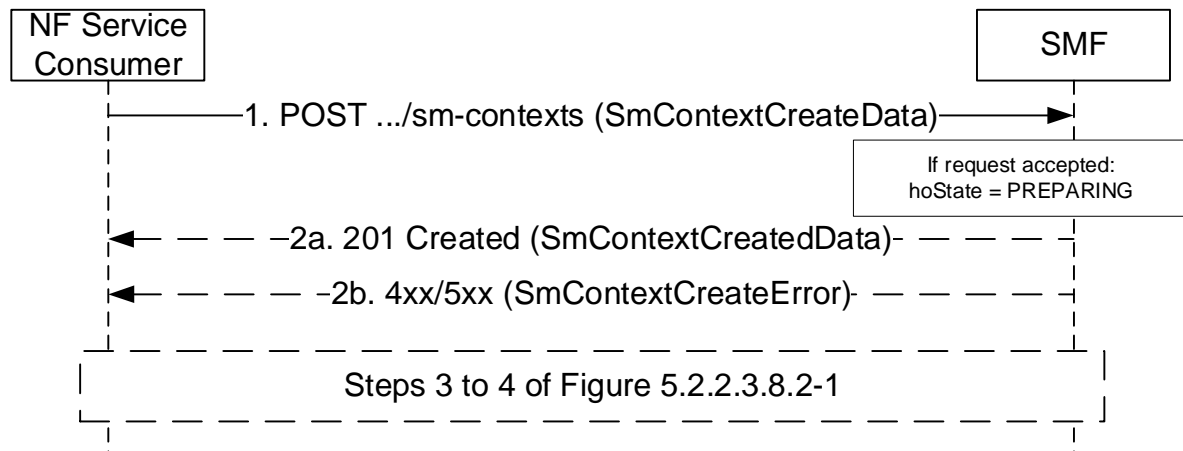 NF Service
Consumer
SMF
1. POST .../sm-contexts (SmContextCreateData)
If request accepted:
hoState = PREPARING
2a. 201 Created (SmContextCreatedData)
2b. 4xx/5xx (SmContextCreateError)
Steps 3 to 4 of Figure 5.2.2.3.8.2-1